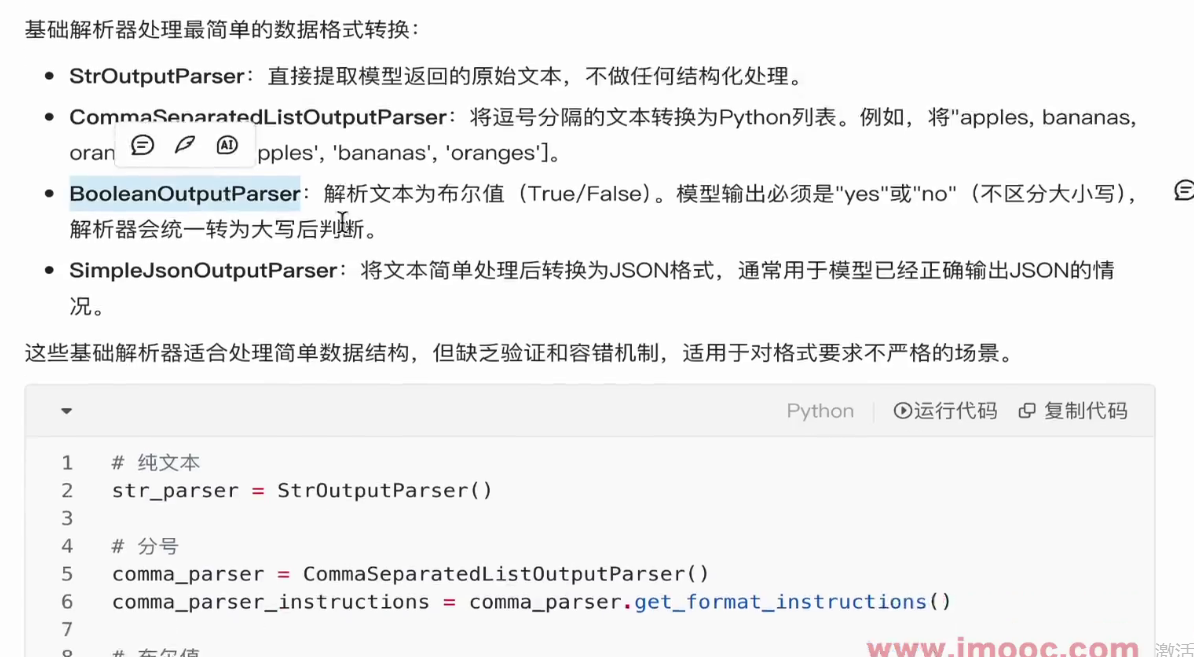 基础解析器处理最简单的数据格式转换：
StrOutputParser：直接提取模型返回的原始文本，不做任何结构化处理。
CommaSeparatedListOutputParser：将逗号分隔的文本转换为Python列表。例如，将"apples, bananas,
oran
AI
pples', 'bananas', 'oranges']。
BooleanOutputParser：解析文本为布尔值（True/False）。模型输出必须是"yes"或"no"（不区分大小写），
解析器会统一转为大写后判断。
SimpleJsonOutputParser：将文本简单处理后转换为JSON格式，通常用于模型已经正确输出JSON的情
况。
这些基础解析器适合处理简单数据结构，但缺乏验证和容错机制，适用于对格式要求不严格的场景。
Python 运行代码 复制代码
1 # 纯文本
2 str_parser = StrOutputParser()
3
4 # 分号
5 comma_parser = CommaSeparatedListOutputParser()
6 comma_parser_instructions = comma_parser.get_format_instructions()
7
8 # 布尔值
www.imooc.com
激活